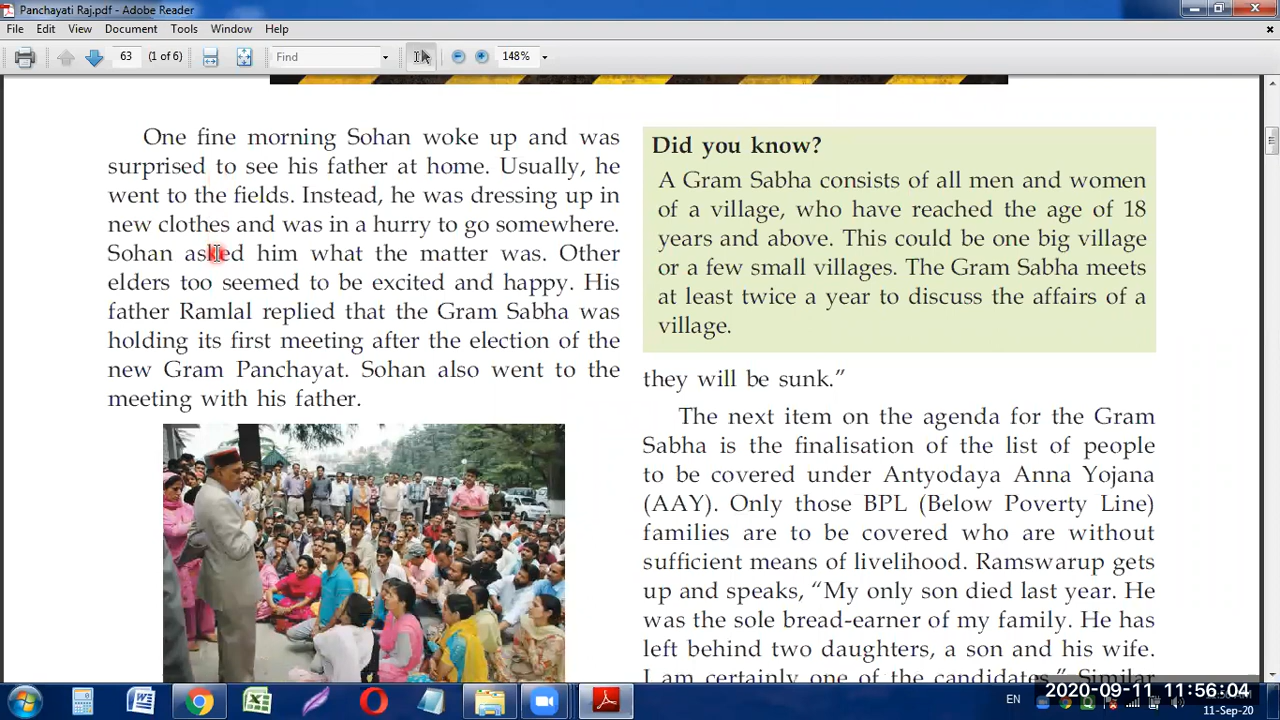 Panchayati Raj.pdf - Adobe Reader
File Edit View Document Tools Window Help
63 (1 of 6) Find 148%
One fine morning Sohan woke up and was
surprised to see his father at home. Usually, he
went to the fields. Instead, he was dressing up in
new clothes and was in a hurry to go somewhere.
Sohan asked him what the matter was. Other
elders too seemed to be excited and happy. His
father Ramlal replied that the Gram Sabha was
holding its first meeting after the election of the
new Gram Panchayat. Sohan also went to the
meeting with his father.
Did you know?
A Gram Sabha consists of all men and women
of a village, who have reached the age of 18
years and above. This could be one big village
or a few small villages. The Gram Sabha meets
at least twice a year to discuss the affairs of a
village.
they will be sunk.”
The next item on the agenda for the Gram
Sabha is the finalisation of the list of people
to be covered under Antyodaya Anna Yojana
(AAY). Only those BPL (Below Poverty Line)
families are to be covered who are without
sufficient means of livelihood. Ramswarup gets
up and speaks, “My only son died last year. He
was the sole bread-earner of my family. He has
left behind two daughters, a son and his wife.
I am certainly one of the candidates.” Similar
EN
2020-09-11 11:56:04
11-Sep-20